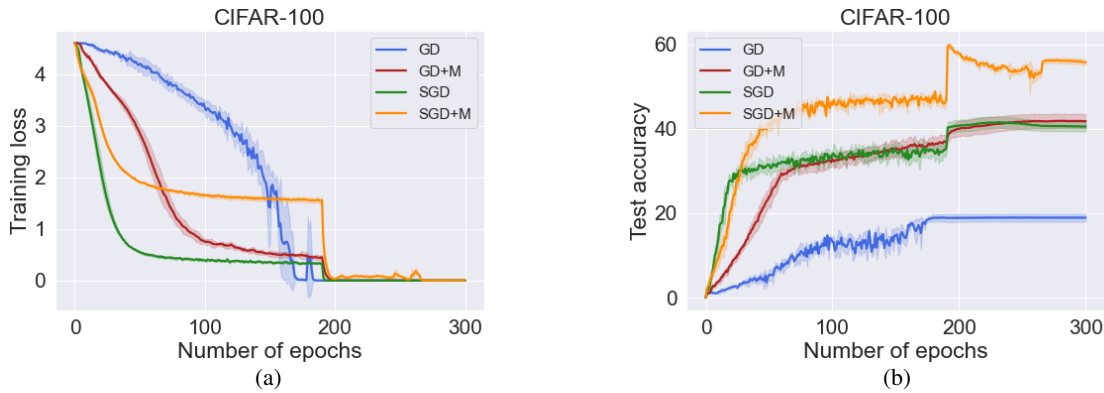 CIFAR-100
Training loss
4
3
2
1
0
0 100 200 300
Number of epochs
GD
GD+M
SGD
SGD+M
(a)
CIFAR-100
Test accuracy
60
40
20
0
0 100 200 300
Number of epochs
GD
GD+M
SGD
SGD+M
(b)